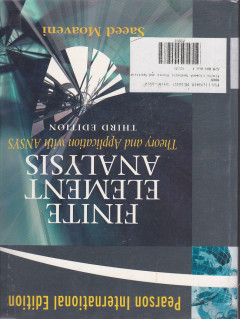 Pearson International Edition
FINITE
ELEMENT
ANALYSIS
Theory and Application with ANSYS
THIRD EDITION
Saeed Moaveni